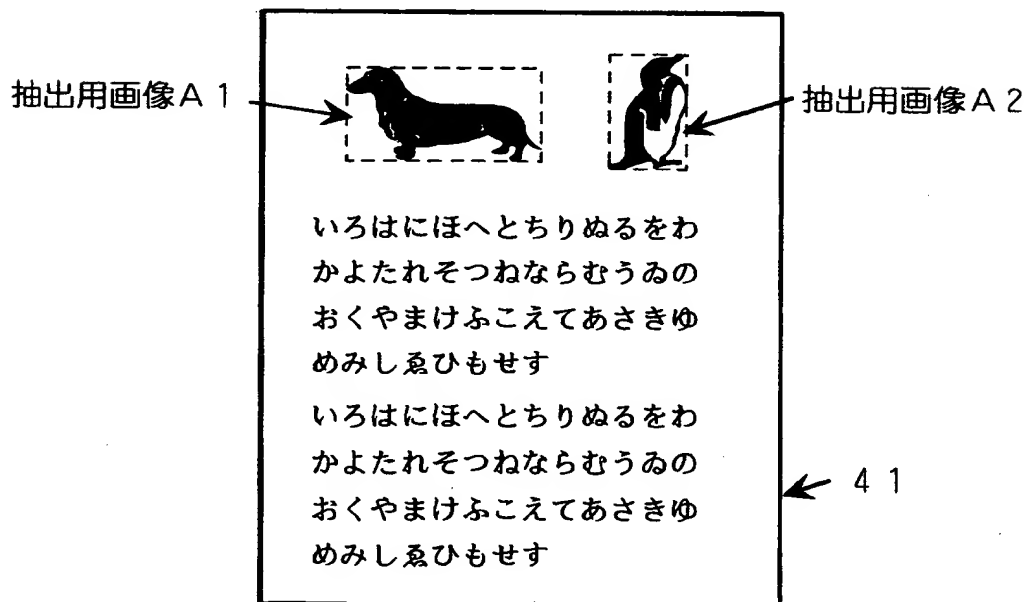 抽出用画像A1
抽出用画像A2
いろはにほへとちりぬるをわ
かよたれそつねならむうゐの
おくやまけふこえてあさきゆ
めみしゑひもせす
いろはにほへとちりぬるをわ
かよたれそつねならむうゐの
おくやまけふこえてあさきゆ
めみしゑひもせす
41